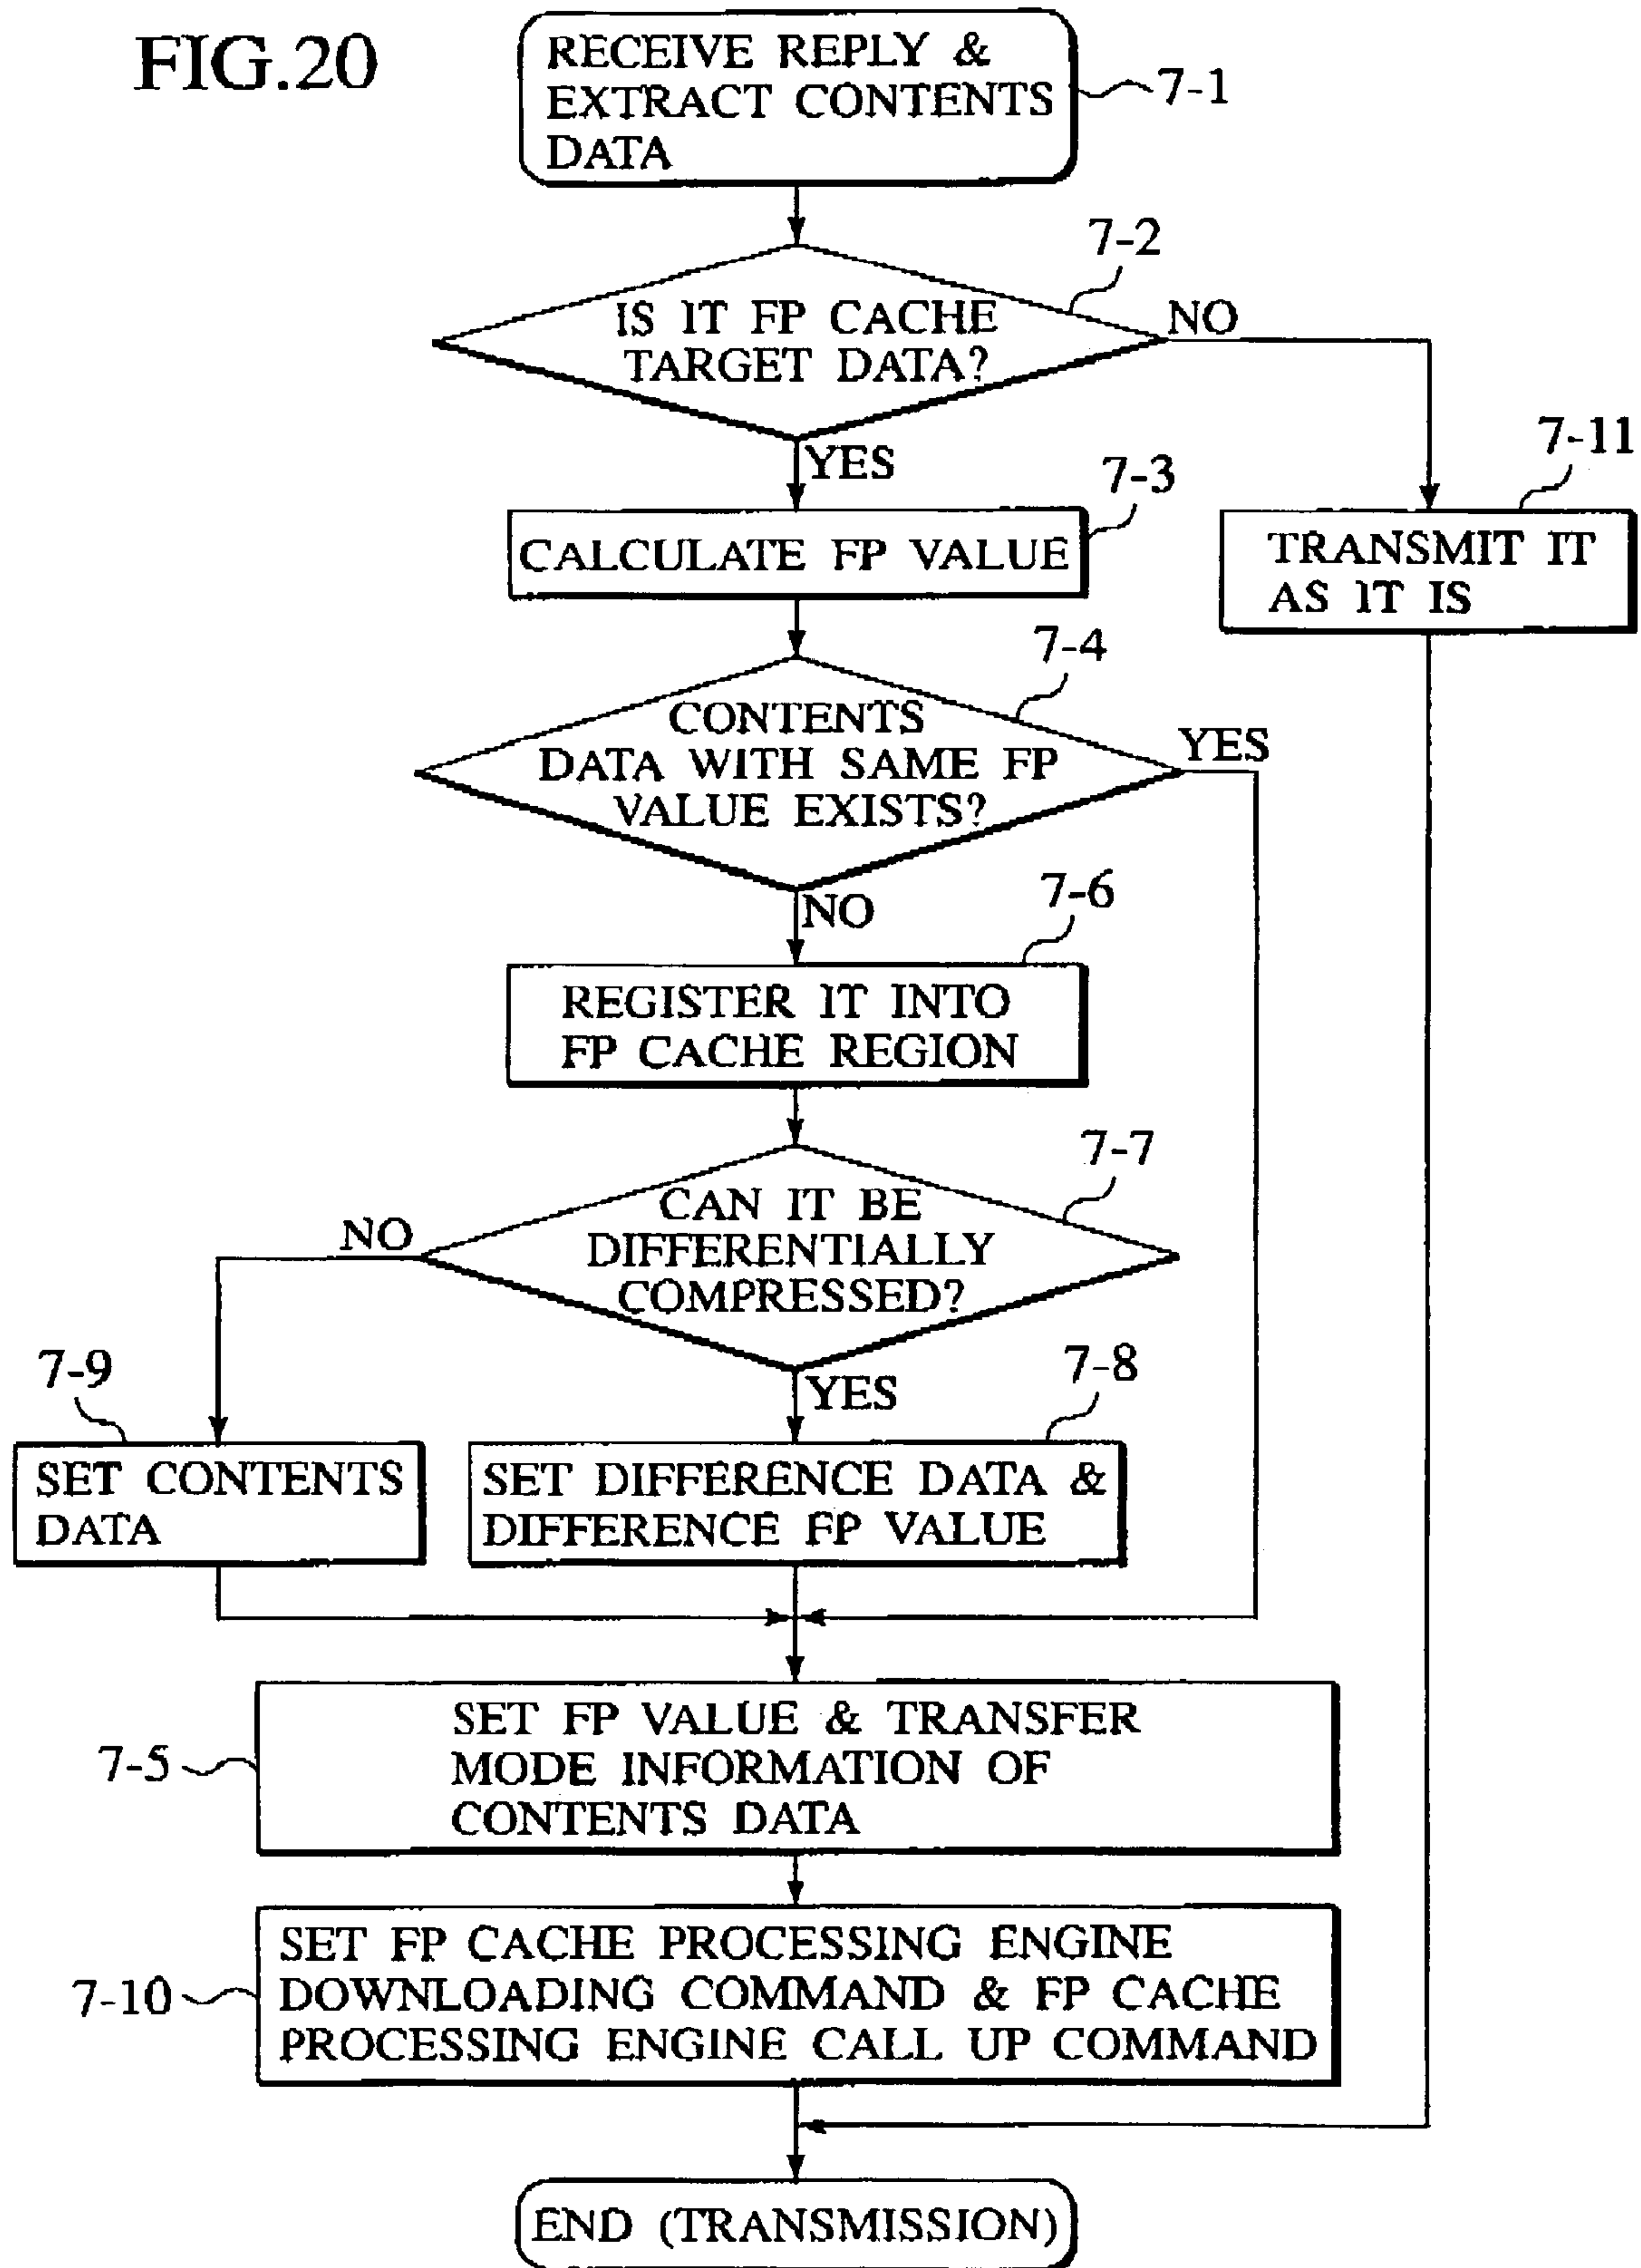 FIG.20
RECEIVE REPLY &
EXTRACT CONTENTS
DATA
7-1
7-2
IS IT FP CACHE
TARGET DATA?
NO
YES
7-11
7-3
CALCULATE FP VALUE
TRANSMIT IT
AS IT IS
7-4
CONTENTS
DATA WITH SAME FP
VALUE EXISTS?
YES
NO
7-6
REGISTER IT INTO
FP CACHE REGION
7-7
CAN IT BE
DIFFERENTIALLY
COMPRESSED?
NO
YES
7-9
7-8
SET CONTENTS
DATA
SET DIFFERENCE DATA &
DIFFERENCE FP VALUE
7-5
SET FP VALUE & TRANSFER
MODE INFORMATION OF
CONTENTS DATA
7-10
SET FP CACHE PROCESSING ENGINE
DOWNLOADING COMMAND & FP CACHE
PROCESSING ENGINE CALL UP COMMAND
END (TRANSMISSION)